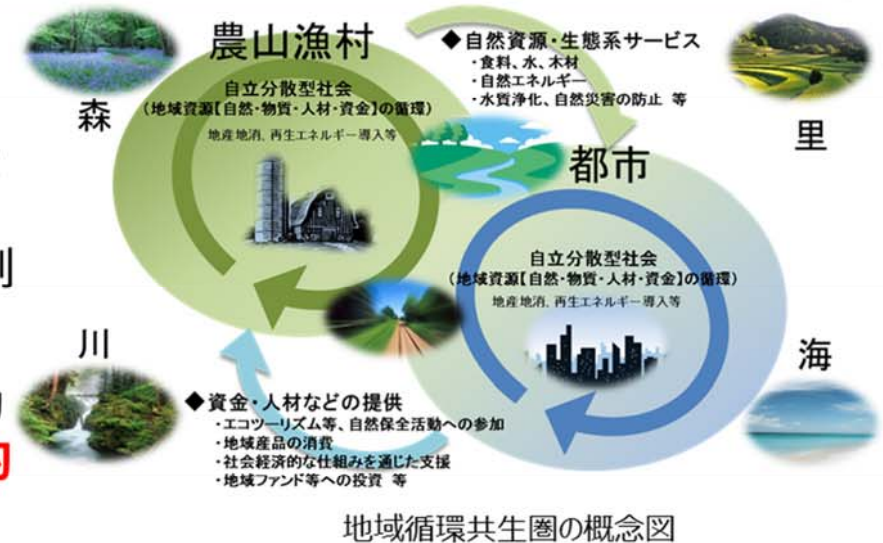 農山漁村
自立分散型社会
(地域資源【自然・物質・人材・資金】の循環)
地産地消、再生エネルギー導入等
◆自然資源・生態系サービス
・食料、水、木材
・自然エネルギー
・水質浄化、自然災害の防止 等
森
里
都市
自立分散型社会
(地域資源【自然・物質・人材・資金】の循環)
地産地消、再生エネルギー導入等
川
海
◆資金・人材などの提供
・エコツーリズム等、自然保全活動への参加
・地域産品の消費
・社会経済的な仕組みを通じた支援
・地域ファンド等への投資 等
地域循環共生圏の概念図